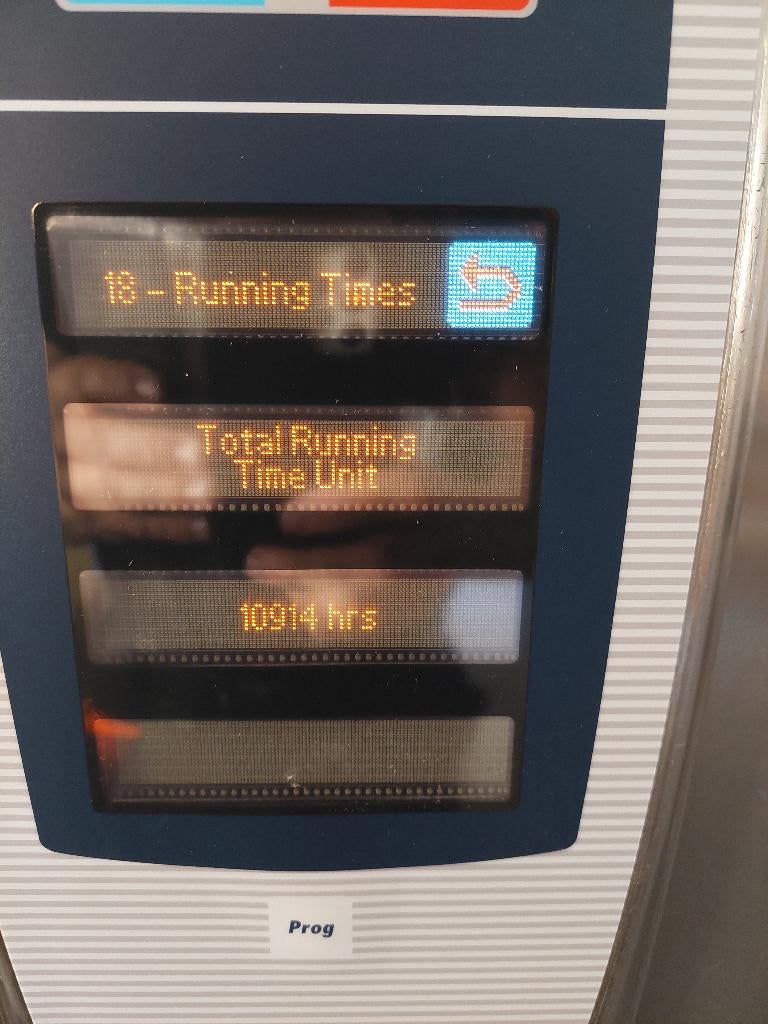 18 - Running Times
Total Running
Time Unit
10914 hrs
Prog